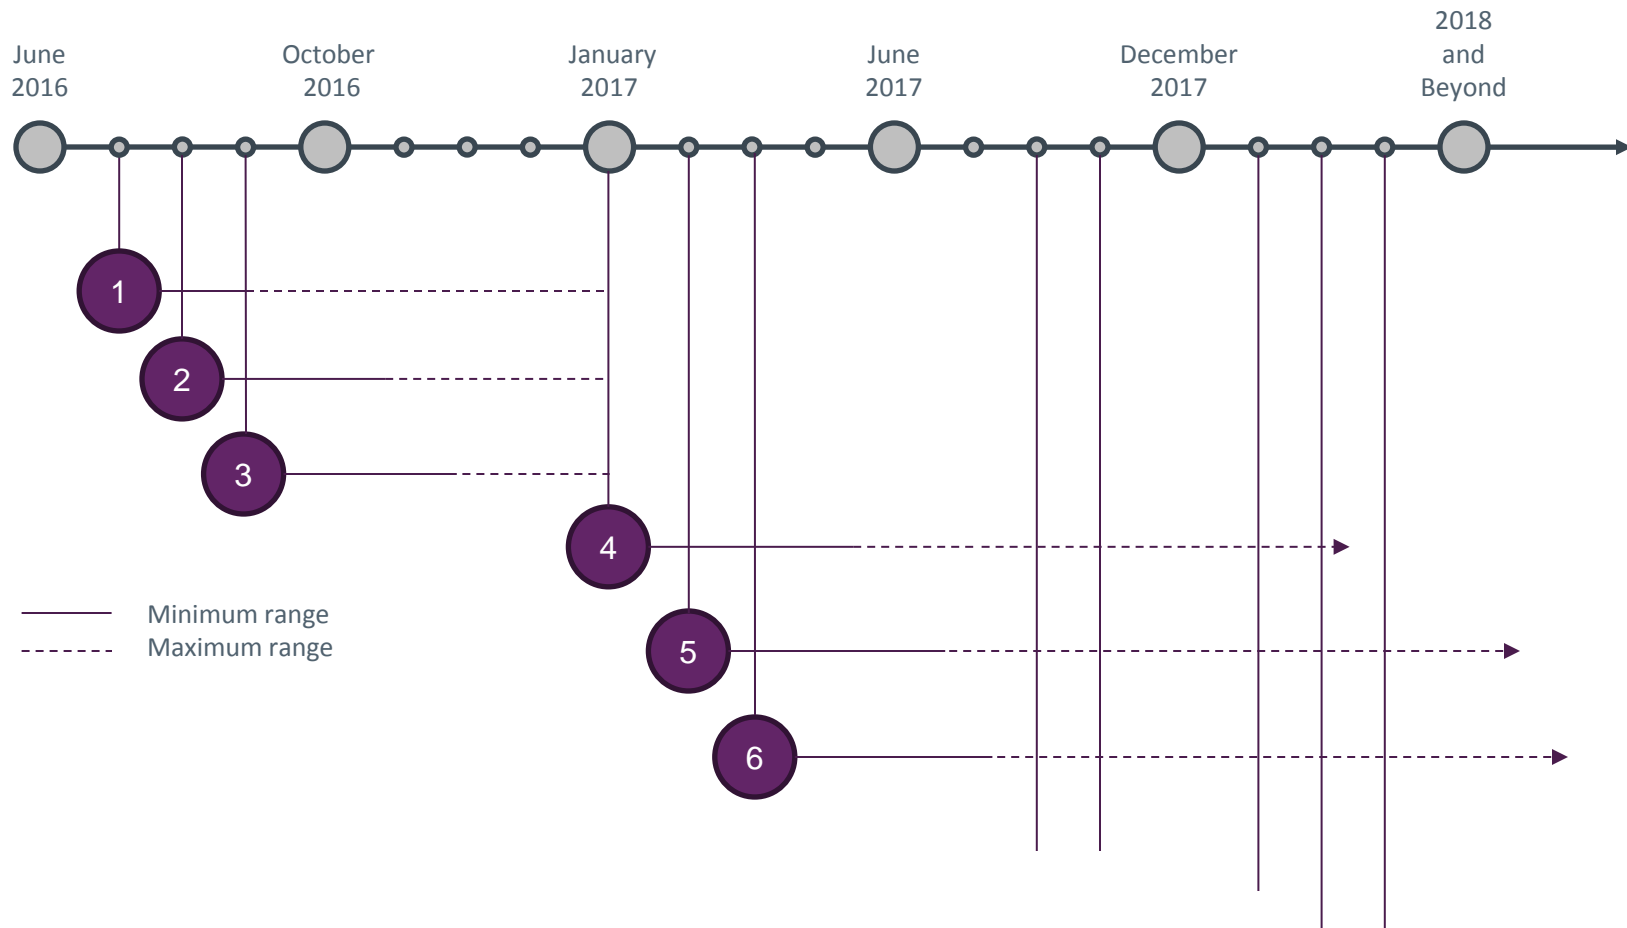 June
2016
October
2016
January
2017
June
2017
December
2017
2018
and
Beyond
1
2
3
4
5
6
Minimum range
Maximum range